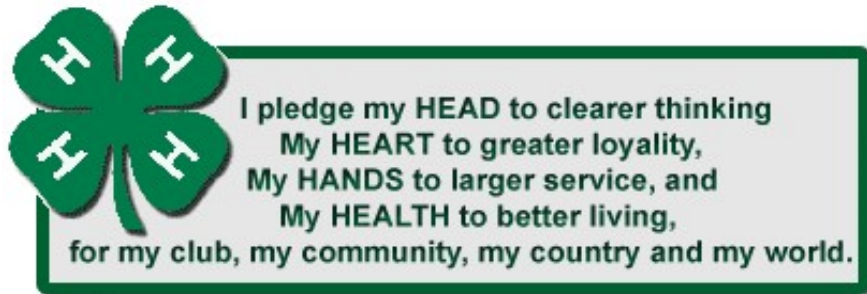 H H
H H
I pledge my HEAD to clearer thinking
My HEART to greater loyality,
My HANDS to larger service, and
My HEALTH to better living,
for my club, my community, my country and my world.